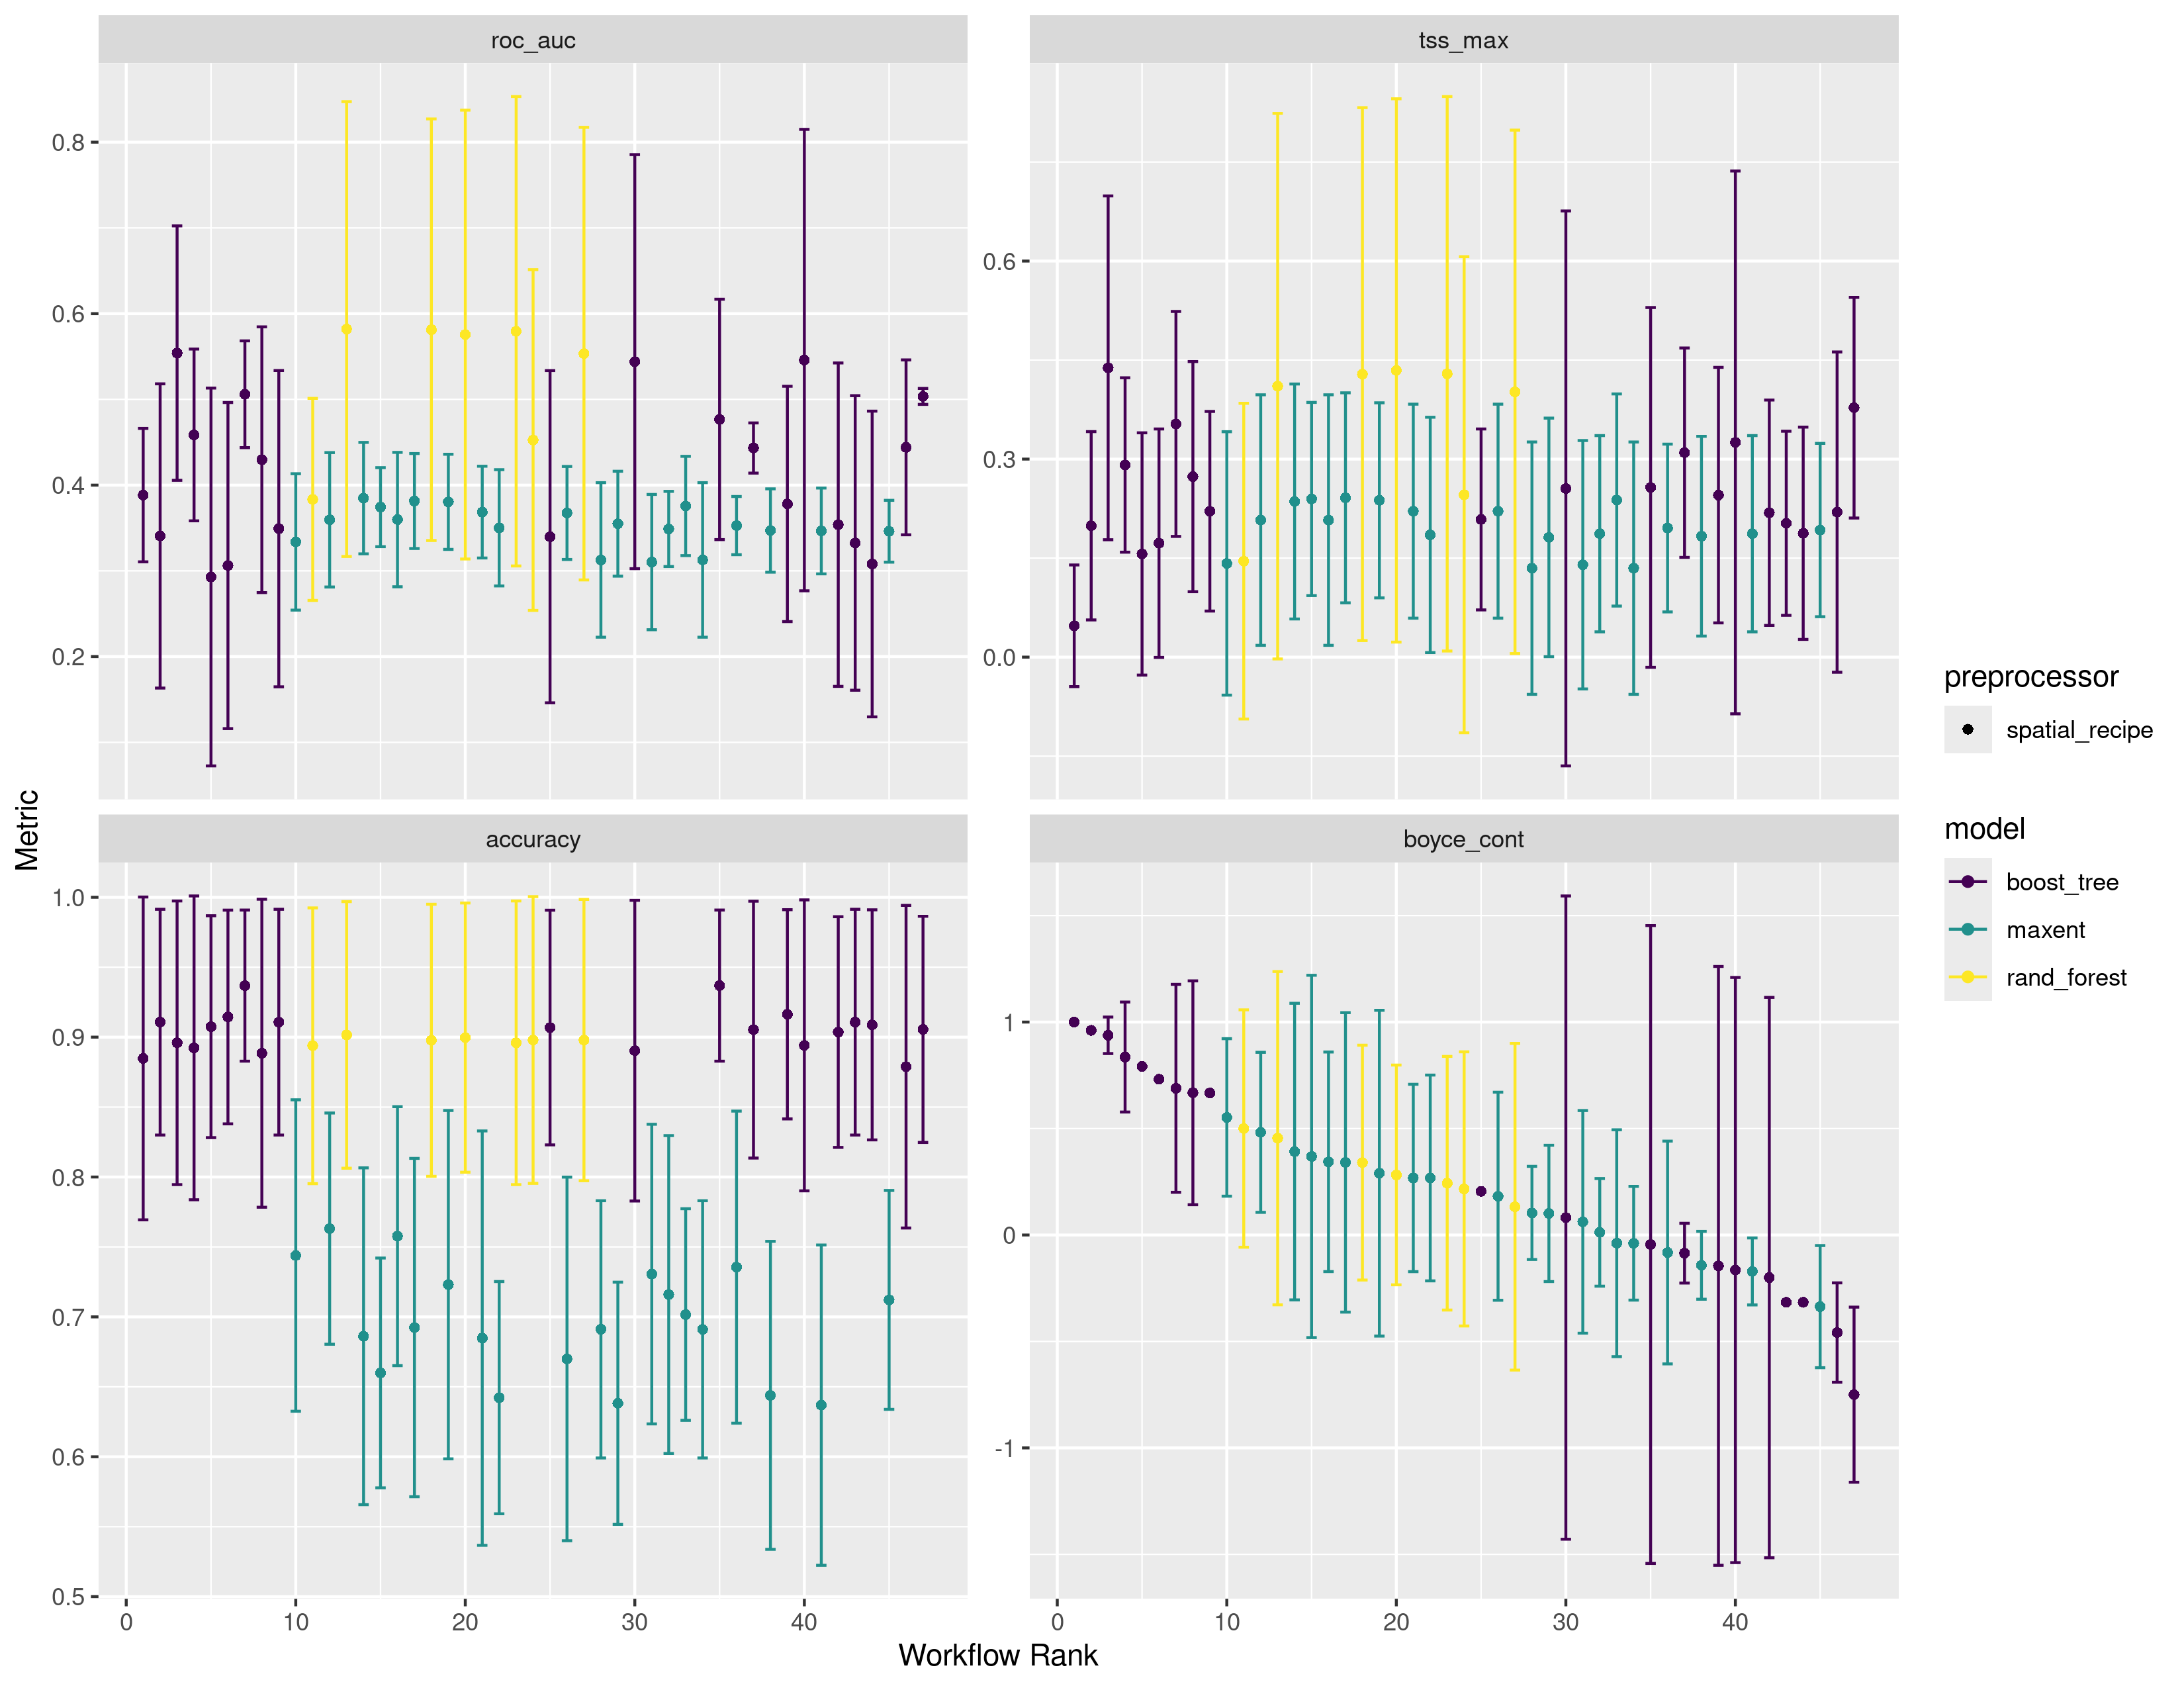 roc_auc
tss_max
0.8
0.6
0.4
0.2
0.6
0.3
0.0
accuracy
boyce_cont
1.0
0.9
0.8
0.7
0.6
0.5
1
0
-1
0 10 20 30 40
0 10 20 30 40
Workflow Rank
Metric
preprocessor
spatial_recipe
model
boost_tree
maxent
rand_forest